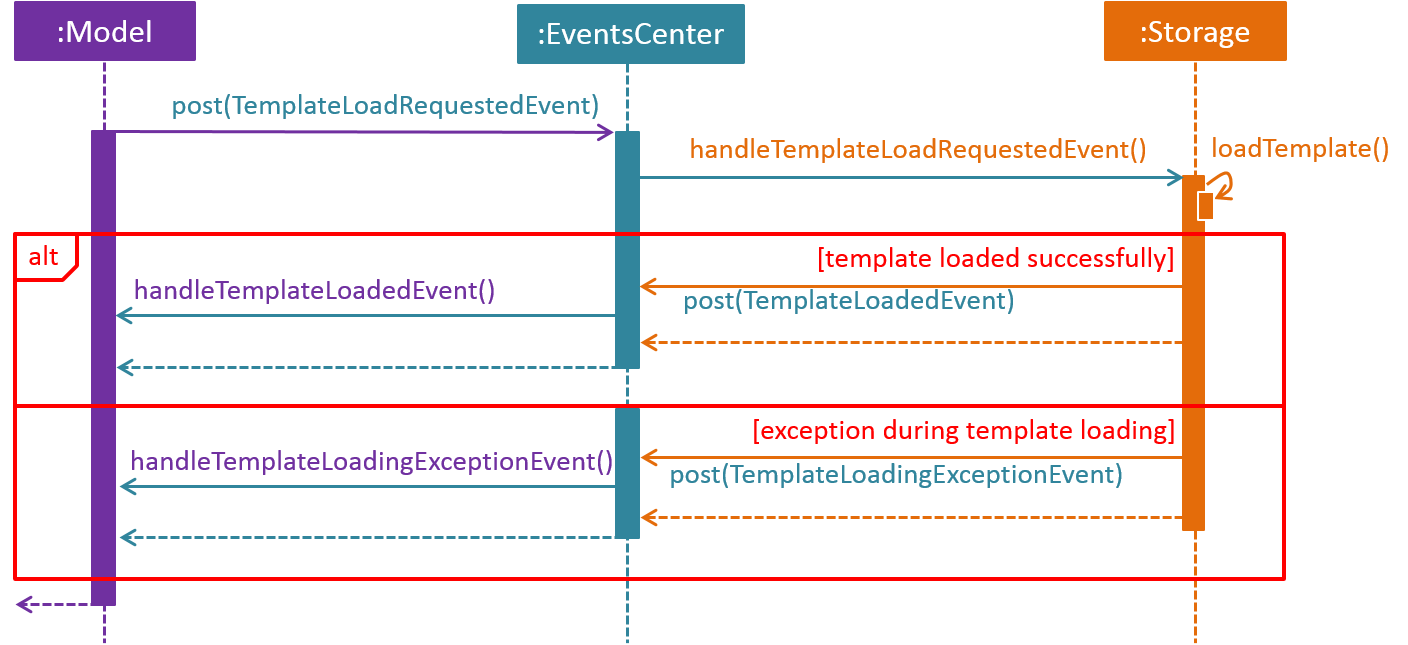 :Model
:EventsCenter
:Storage
post(TemplateLoadRequestedEvent)
handleTemplateLoadRequestedEvent()
loadTemplate()
alt
[template loaded successfully]
handleTemplateLoadedEvent()
post(TemplateLoadedEvent)
[exception during template loading]
handleTemplateLoadingExceptionEvent()
post(TemplateLoadingExceptionEvent)